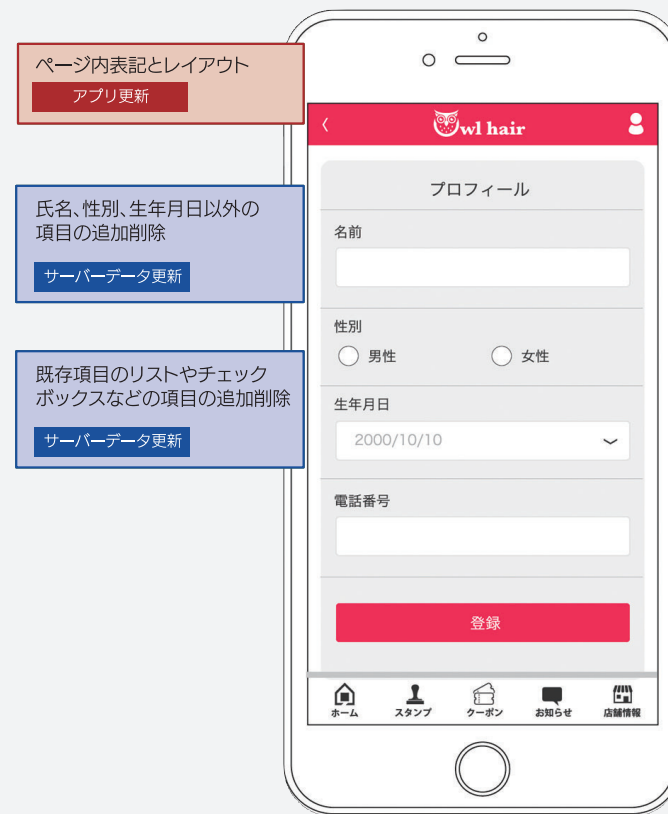 ページ内表記とレイアウト
アプリ更新
氏名、性別、生年月日以外の
項目の追加削除
サーバーデータ更新
既存項目のリストやチェック
ボックスなどの項目の追加削除
サーバーデータ更新
Owl hair
プロフィール
名前
性別
男性 女性
生年月日
2000/10/10
電話番号
登録
ホーム スタンプ クーポン お知らせ 店舗情報